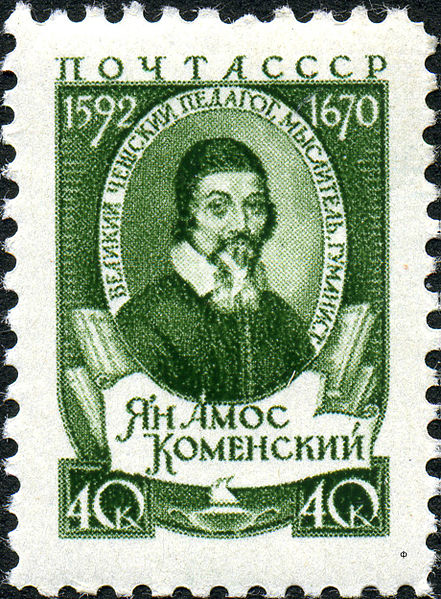 ПОЧТА СССР
1592 1670
ВЕЛИКИЙ ЧЕШСКИЙ ПЕДАГОГ, МЫСЛИТЕЛЬ, ГУМАНИСТ
ЯН АМОС
КОМЕНСКИЙ
40К 40К
Ф